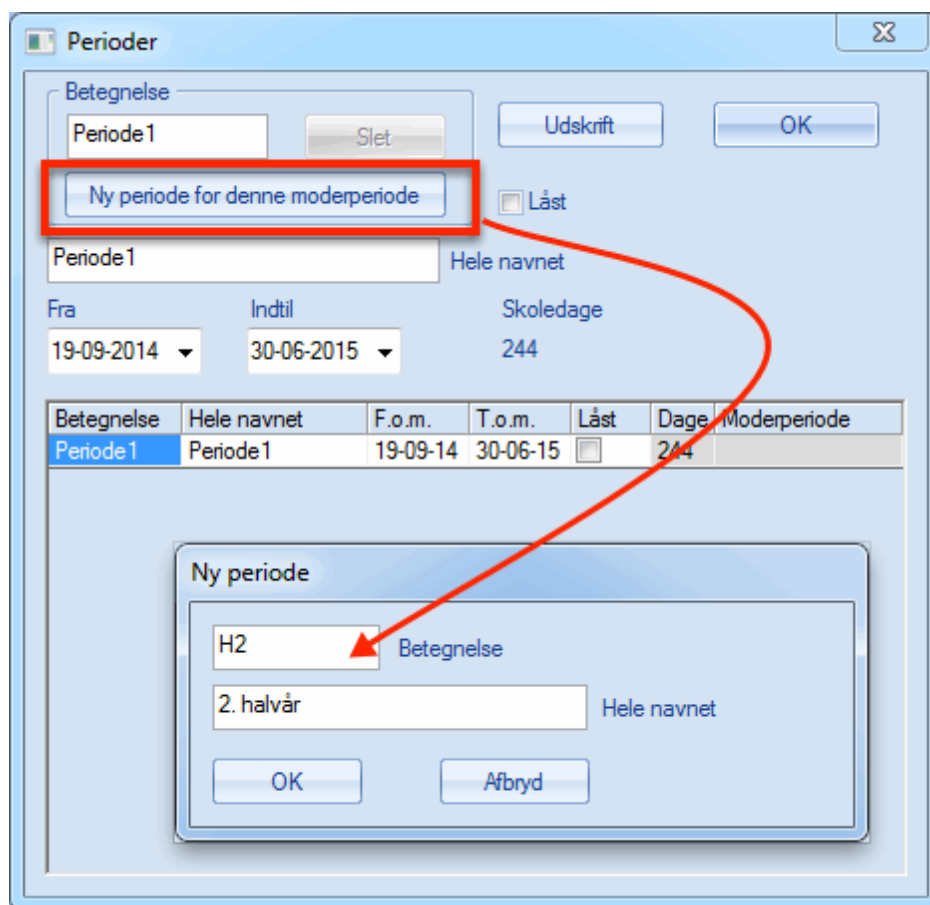 Perioder
Betegnelse
Periode1 Slet Udskrift OK
Ny periode for denne moderperiode Låst
Periode1 Hele navnet
Fra Indtil Skoledage
19-09-2014 30-06-2015 244
Betegnelse Hele navnet F.o.m. T.o.m. Låst Dage Moderperiode
Periode1 Periode1 19-09-14 30-06-15 244
Ny periode
H2 Betegnelse
2. halvår Hele navnet
OK Afbryd